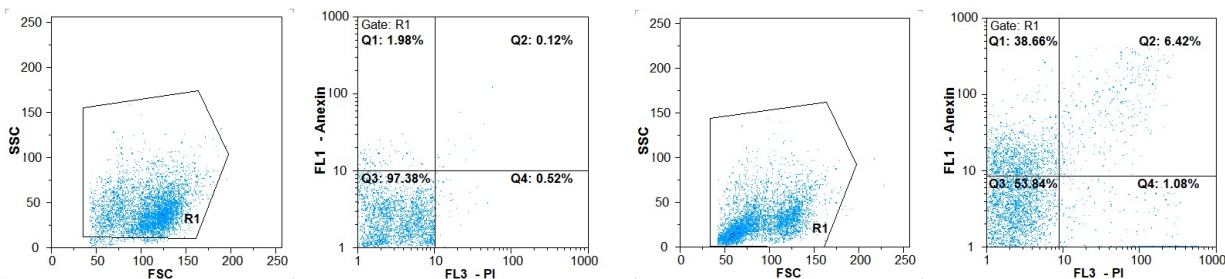 250
200
150
100
50
0
SSC
R1
0 50 100 150 200 250
FSC
1000
100
10
1
FL1 - Anexin
Gate: R1
Q1: 1.98% Q2: 0.12%
Q3: 97.38% Q4: 0.52%
1 10 100 1000
FL3 - PI
250
200
150
100
50
0
SSC
R1
0 50 100 150 200 250
FSC
1000
100
10
1
FL1 - Anexin
Gate: R1
Q1: 38.66% Q2: 6.42%
Q3: 53.84% Q4: 1.08%
1 10 100 1000
FL3 - PI